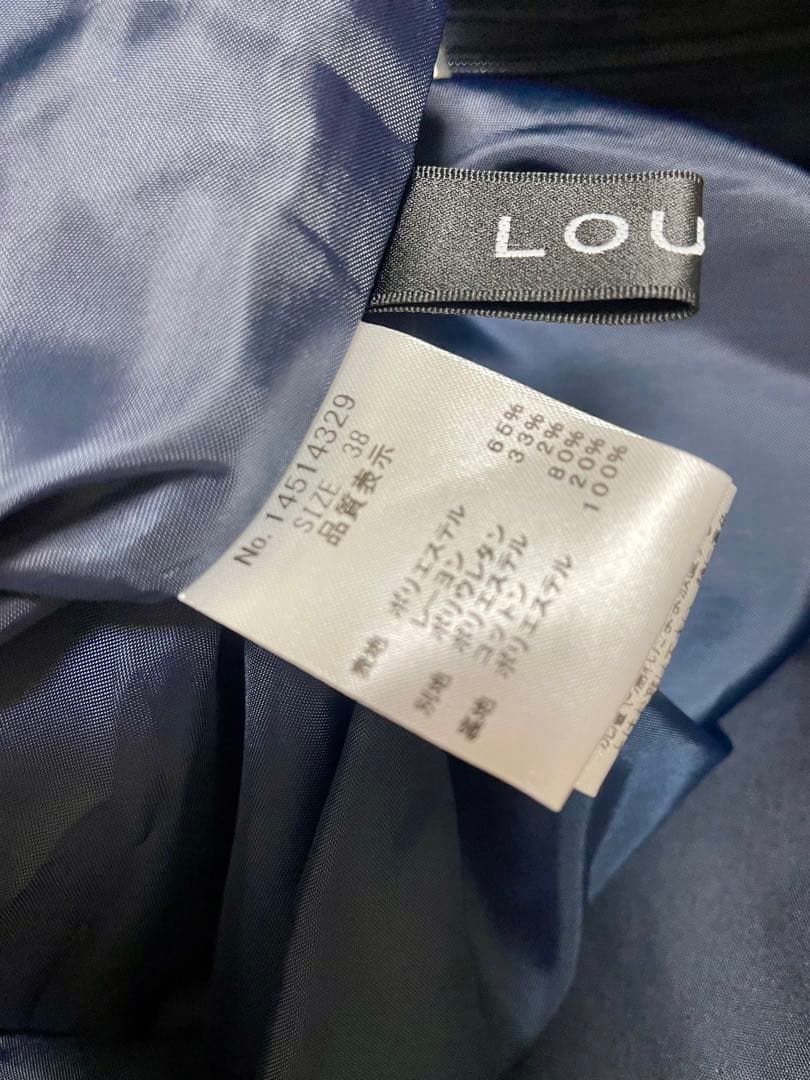 LOU
No. 14514329
SIZE 38
品質表示
表地 ポリエステル 65%
レーヨン 33%
ポリウレタン 2%
別地 ポリエステル 80%
コットン 20%
裏地 ポリエステル 100%